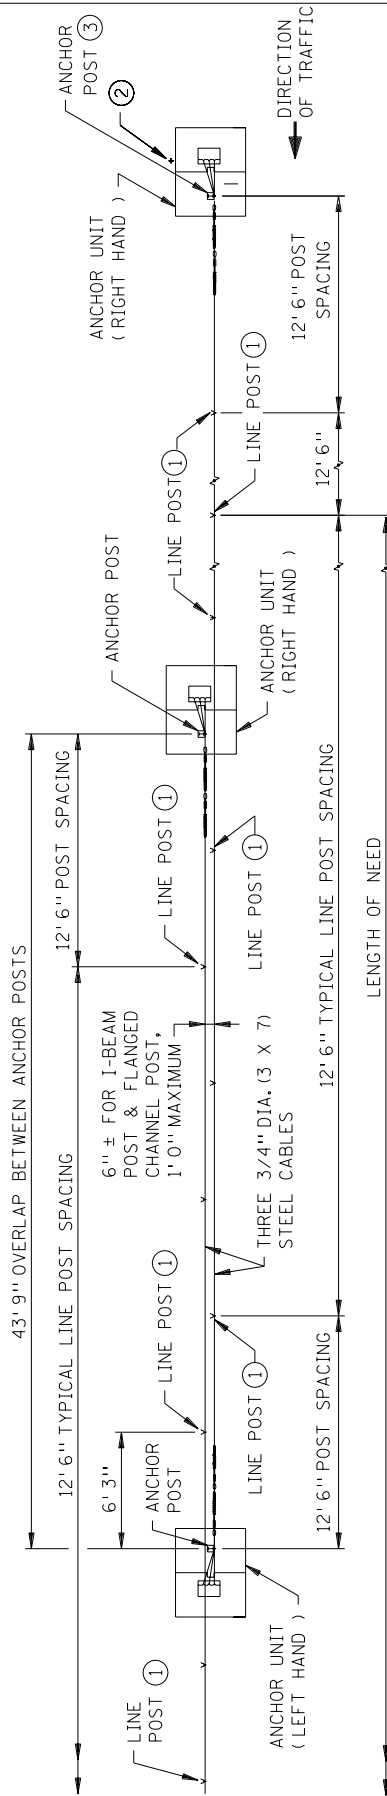 43'9" OVERLAP BETWEEN ANCHOR POSTS
12'6" TYPICAL LINE POST SPACING
12'6" POST SPACING
6'3"
LINE
POST 1
ANCHOR
POST
LINE POST 1
6" ± FOR I-BEAM
POST & FLANGED
CHANNEL POST,
1'0" MAXIMUM
LINE POST 1
ANCHOR POST
LINE POST 1
ANCHOR UNIT
(RIGHT HAND)
ANCHOR
POST 3
2
DIRECTION
OF TRAFFIC
ANCHOR UNIT
(LEFT HAND)
LINE POST 1
THREE 3/4" DIA. (3 X 7)
STEEL CABLES
LINE POST 1
ANCHOR UNIT
(RIGHT HAND)
LINE POST 1
12'6" POST SPACING
12'6" TYPICAL LINE POST SPACING
12'6"
12'6" POST
SPACING
LENGTH OF NEED